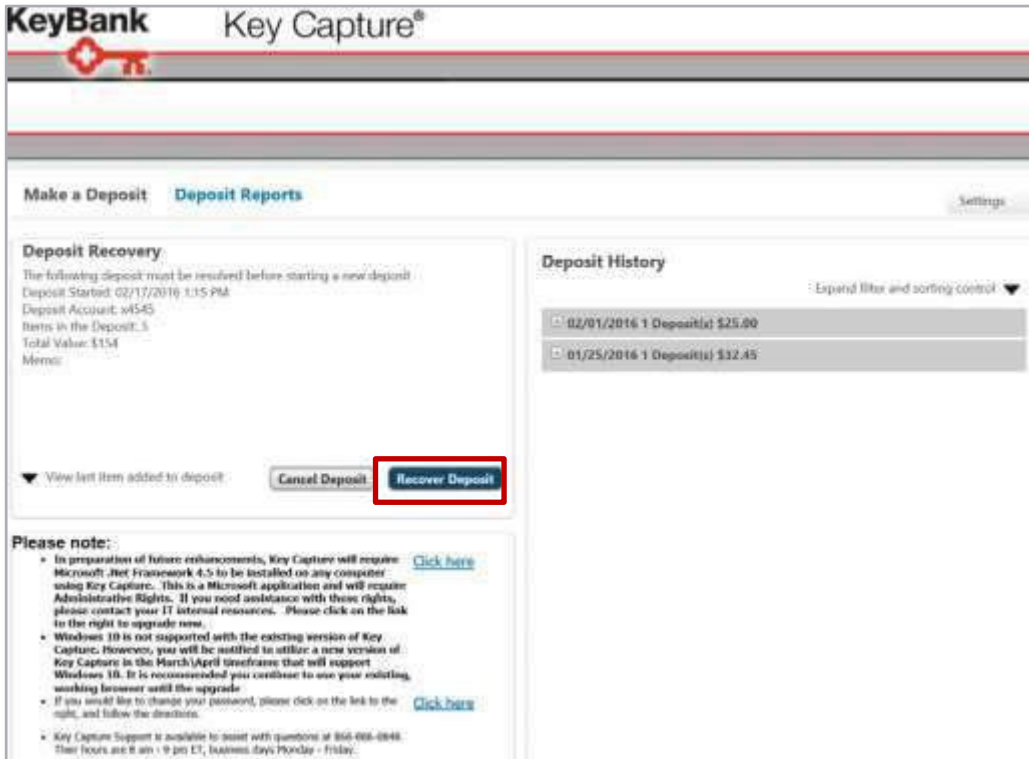 KeyBank Key Capture®
Make a Deposit Deposit Reports
Settings
Deposit Recovery
The following deposit must be resolved before starting a new deposit
Deposit Started: 02/17/2016 1:15 PM
Deposit Account: x4545
Items in the Deposit: 5
Total Value: $154
Memo:
View last item added to deposit
Cancel Deposit
Recover Deposit
Deposit History
Expand filter and sorting control
02/01/2016 1 Deposit(s) $25.00
01/25/2016 1 Deposit(s) $32.45
Please note:
• In preparation of future enhancements, Key Capture will require
Microsoft .Net Framework 4.5 to be installed on any computer
using Key Capture. This is a Microsoft application and will require
Administrative Rights. If you need assistance with these rights,
please contact your IT internal resources. Please click on the link
to the right to upgrade now.
Click here
• Windows 10 is not supported with the existing version of Key
Capture. However, you will be notified to utilize a new version of
Key Capture in the March\April timeframe that will support
Windows 10. It is recommended you continue to use your existing,
working browser until the upgrade
• If you would like to change your password, please click on the link to the
right, and follow the directions.
Click here
• Key Capture Support is available to assist with questions at
Their hours are 8 am - 9 pm ET, business days Monday - Friday.